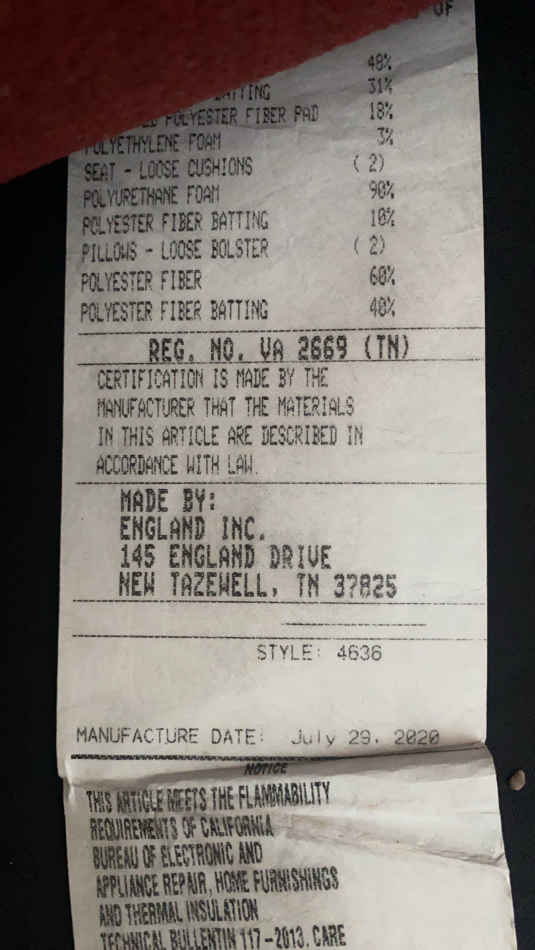 OF
48%
BATTING 31%
POLYESTER FIBER PAD 18%
POLYETHYLENE FOAM 3%
SEAT - LOOSE CUSHIONS ( 2)
POLYURETHANE FOAM 90%
POLYESTER FIBER BATTING 10%
PILLOWS - LOOSE BOLSTER ( 2)
POLYESTER FIBER 60%
POLYESTER FIBER BATTING 40%
REG. NO. VA 2669 (TN)
CERTIFICATION IS MADE BY THE
MANUFACTURER THAT THE MATERIALS
IN THIS ARTICLE ARE DESCRIBED IN
ACCORDANCE WITH LAW.
MADE BY:
ENGLAND INC.
145 ENGLAND DRIVE
NEW TAZEWELL, TN 37825
STYLE: 4636
MANUFACTURE DATE: July 29, 2020
NOTICE
THIS ARTICLE MEETS THE FLAMMABILITY
REQUIREMENTS OF CALIFORNIA
BUREAU OF ELECTRONIC AND
APPLIANCE REPAIR, HOME FURNISHINGS
AND THERMAL INSULATION
TECHNICAL BULLENTIN 117-2013. CARE